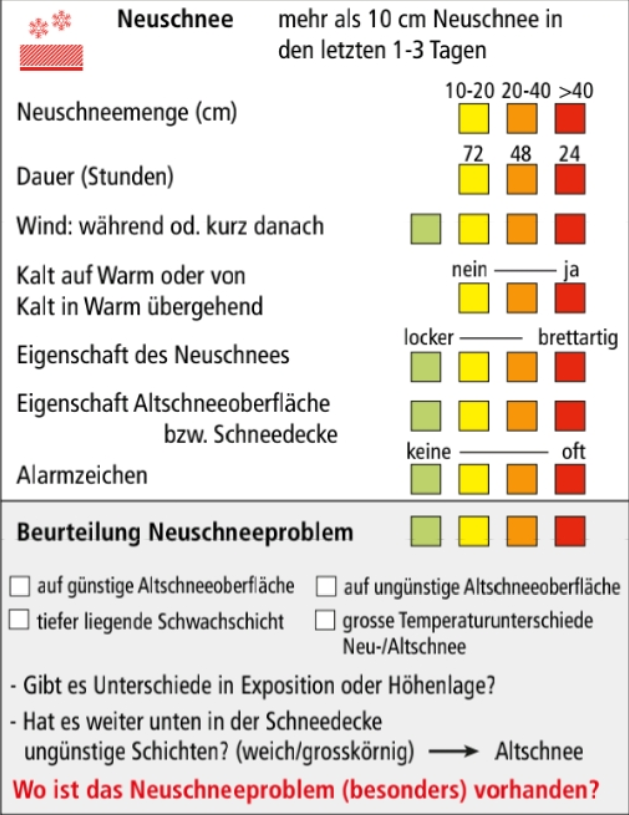 Neuschnee mehr als 10 cm Neuschnee in
den letzten 1-3 Tagen
10-20 20-40 >40
Neuschneemenge (cm)
72 48 24
Dauer (Stunden)
Wind: während od. kurz danach
Kalt auf Warm oder von nein ja
Kalt in Warm übergehend
locker brettartig
Eigenschaft des Neuschnees
Eigenschaft Altschneeoberfläche
bzw. Schneedecke
keine oft
Alarmzeichen
Beurteilung Neuschneeproblem
auf günstige Altschneeoberfläche auf ungünstige Altschneeoberfläche
tiefer liegende Schwachschicht grosse Temperaturunterschiede
Neu-/Altschnee
- Gibt es Unterschiede in Exposition oder Höhenlage?
- Hat es weiter unten in der Schneedecke
ungünstige Schichten? (weich/grosskörnig) → Altschnee
Wo ist das Neuschneeproblem (besonders) vorhanden?